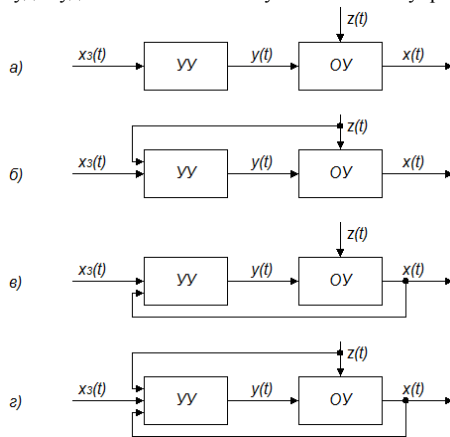 z(t)
а) xз(t) УУ y(t) ОУ x(t)
z(t)
б) xз(t) УУ y(t) ОУ x(t)
z(t)
в) xз(t) УУ y(t) ОУ x(t)
z(t)
г) xз(t) УУ y(t) ОУ x(t)